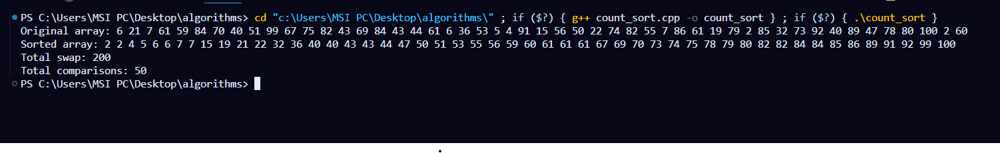 PS C:\Users\MSI PC\Desktop\algorithms> cd "c:\Users\MSI PC\Desktop\algorithms\" ; if ($?) { g++ count_sort.cpp -o count_sort } ; if ($?) { .\count_sort }
Original array: 6 21 7 61 59 84 70 40 51 99 67 75 82 43 69 84 43 44 61 6 36 53 5 4 91 15 56 50 22 74 82 55 7 86 61 19 79 2 85 32 73 92 40 89 47 78 80 100 2 60
Sorted array: 2 2 4 5 6 6 7 7 15 19 21 22 32 36 40 40 43 43 44 47 50 51 53 55 56 59 60 61 61 61 67 69 70 73 74 75 78 79 80 82 82 84 84 85 86 89 91 92 99 100
Total swap: 200
Total comparisons: 50
PS C:\Users\MSI PC\Desktop\algorithms>
.